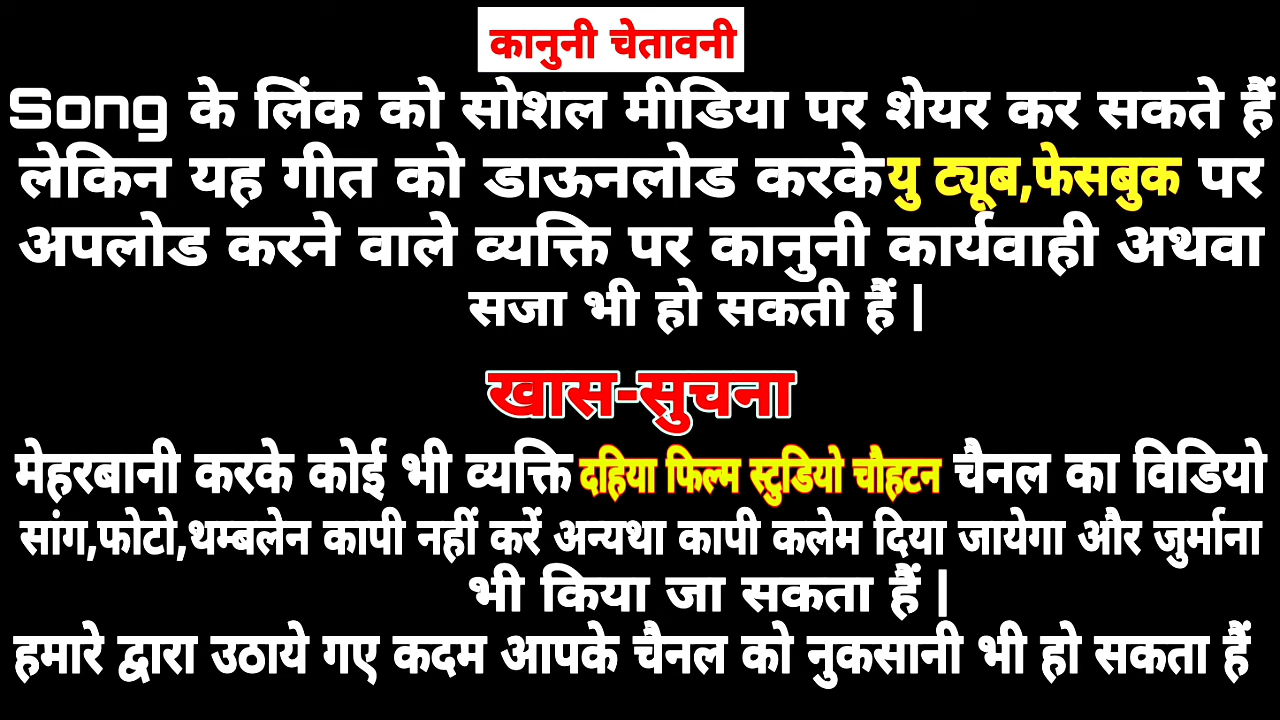 कानुनी चेतावनी
Song के लिंक को सोशल मीडिया पर शेयर कर सकते हैं
लेकिन यह गीत को डाऊनलोड करके यु ट्यूब,फेसबुक पर
अपलोड करने वाले व्यक्ति पर कानुनी कार्यवाही अथवा
सजा भी हो सकती हैं |
खास-सुचना
मेहरबानी करके कोई भी व्यक्ति दहिया फिल्म स्टुडियो चौहटन चैनल का विडियो
सांग,फोटो,थम्बलेन कापी नहीं करें अन्यथा कापी कलेम दिया जायेगा और जुर्माना
भी किया जा सकता हैं |
हमारे द्वारा उठाये गए कदम आपके चैनल को नुकसानी भी हो सकता हैं